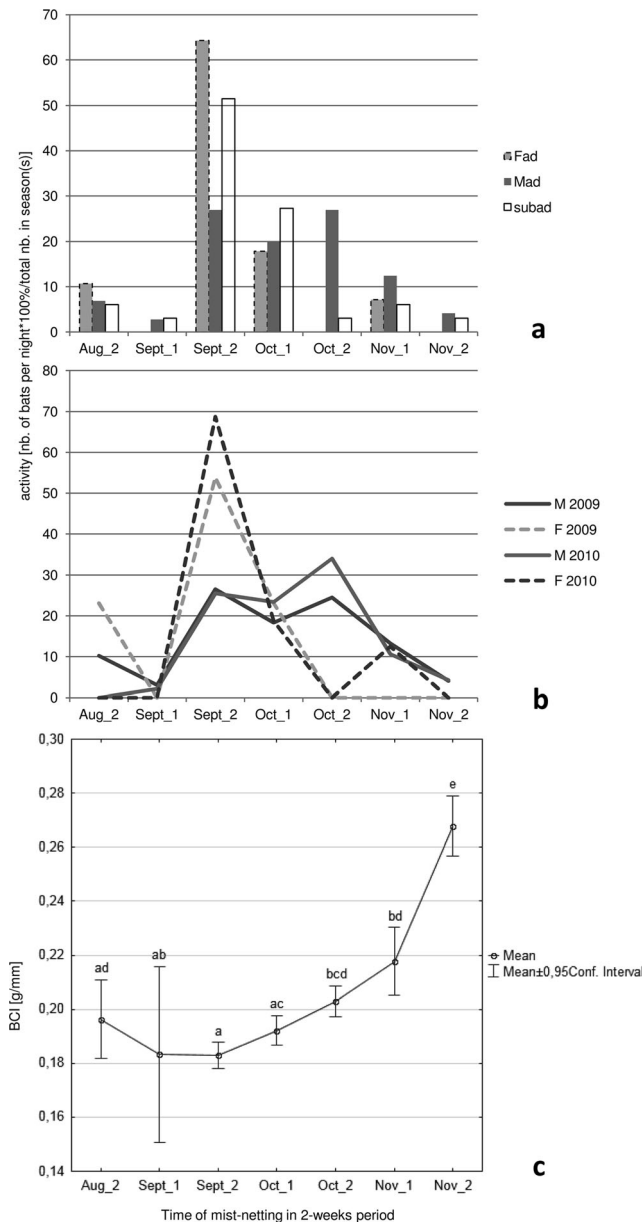 70
60
50
40
30
20
10
0
Aug_2 Sept_1 Sept_2 Oct_1 Oct_2 Nov_1 Nov_2
Fad
Mad
subad
a
activity [nb. of bats per night*100%/total nb. in season(s)]
80
70
60
50
40
30
20
10
0
Aug_2 Sept_1 Sept_2 Oct_1 Oct_2 Nov_1 Nov_2
M 2009
F 2009
M 2010
F 2010
b
0,30
0,28
0,26
0,24
0,22
0,20
0,18
0,16
0,14
BCI [g/mm]
ad ab a ac bcd bd e
Mean
Mean±0,95Conf. Interval
Aug_2 Sept_1 Sept_2 Oct_1 Oct_2 Nov_1 Nov_2
c
Time of mist-netting in 2-weeks period